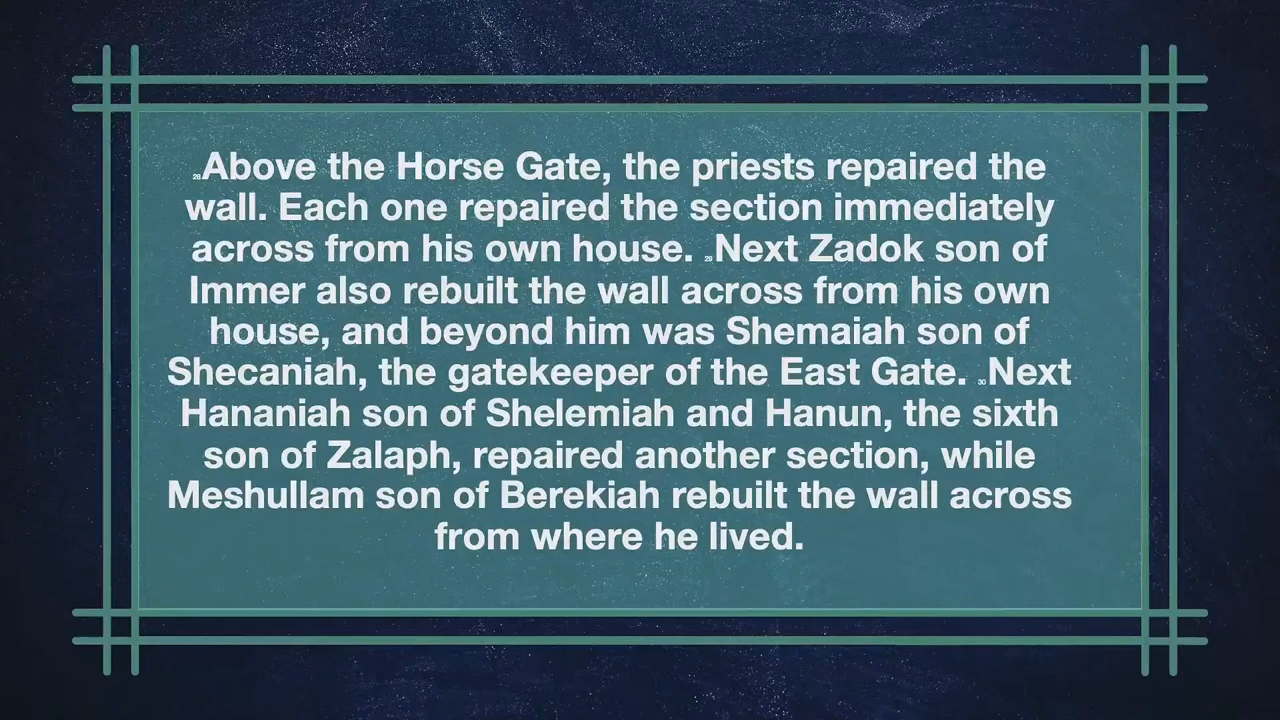 28Above the Horse Gate, the priests repaired the
wall. Each one repaired the section immediately
across from his own house. 29Next Zadok son of
Immer also rebuilt the wall across from his own
house, and beyond him was Shemaiah son of
Shecaniah, the gatekeeper of the East Gate. 30Next
Hananiah son of Shelemiah and Hanun, the sixth
son of Zalaph, repaired another section, while
Meshullam son of Berekiah rebuilt the wall across
from where he lived.